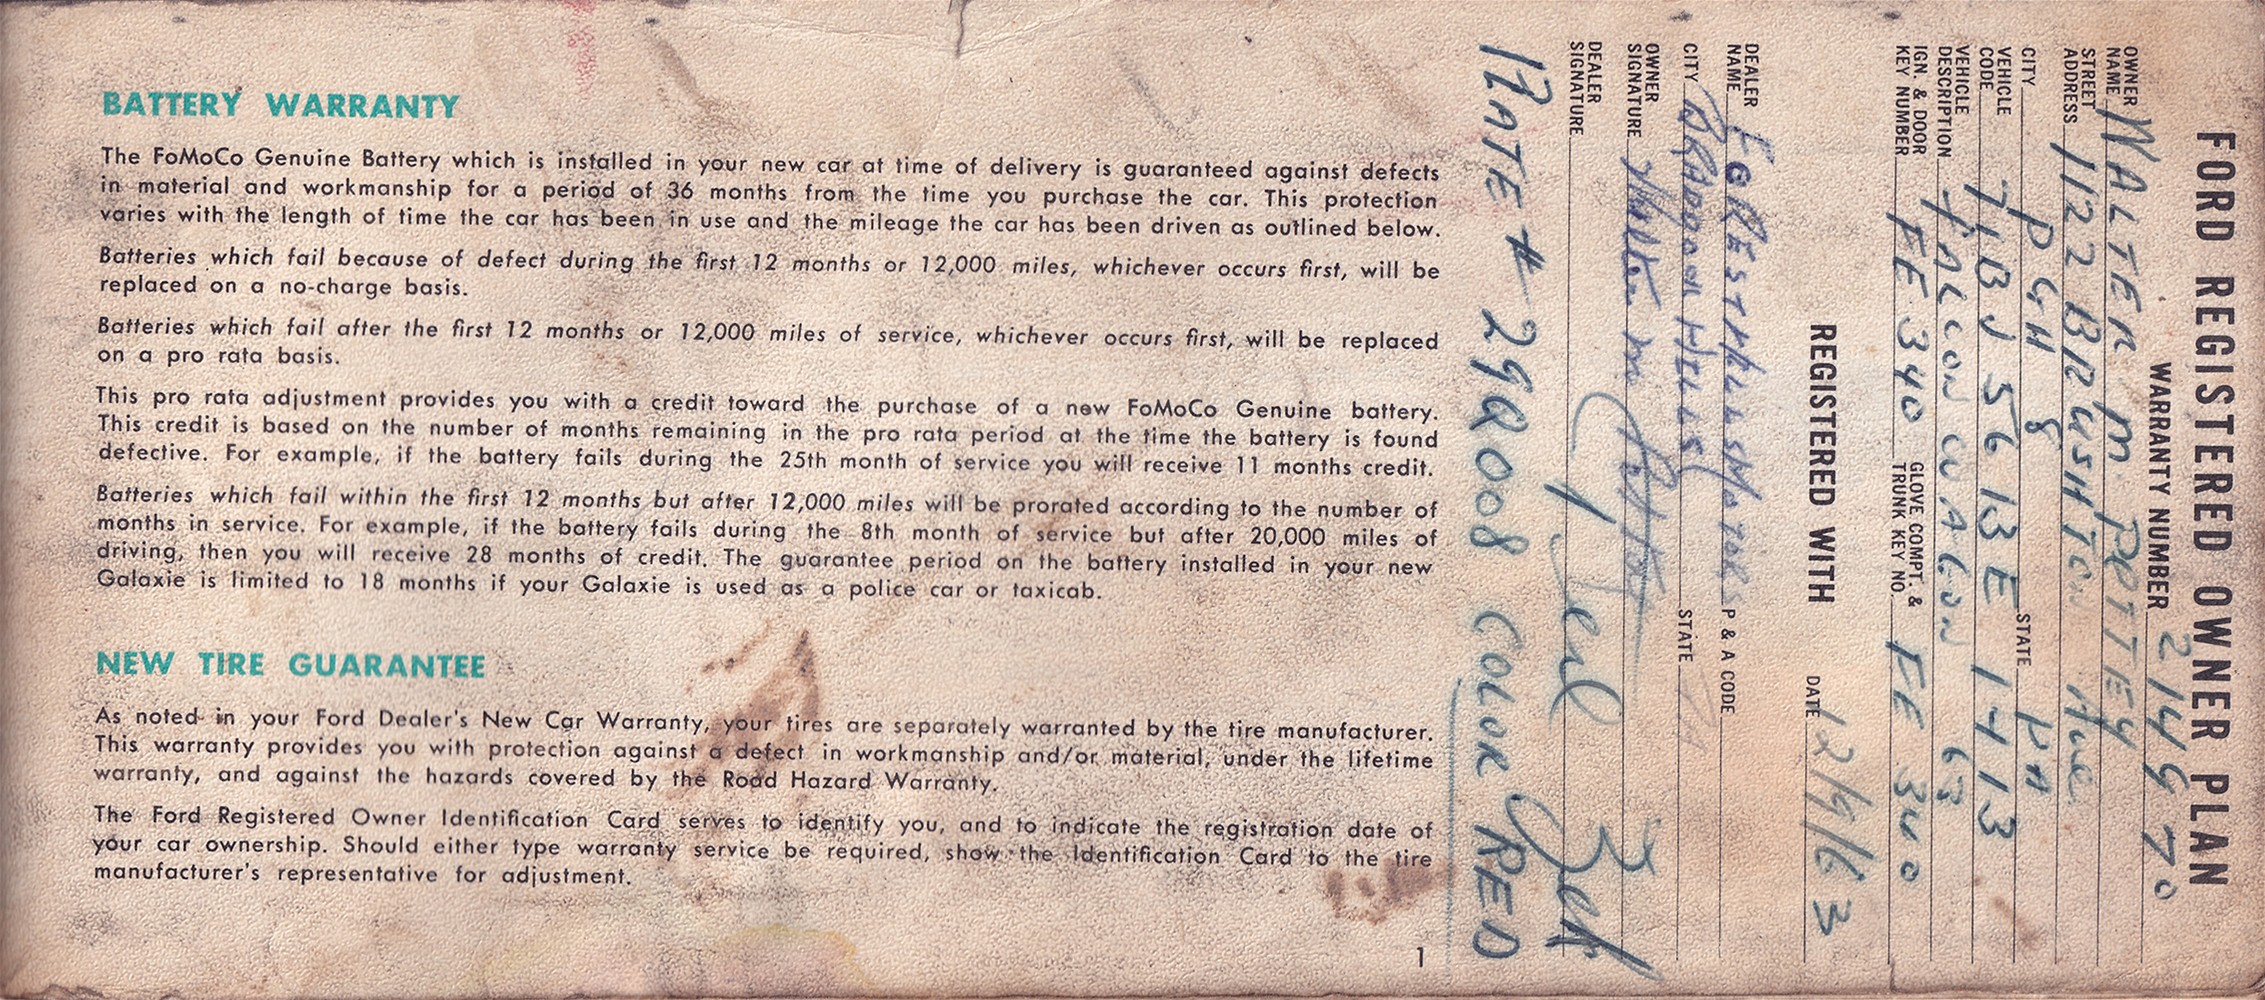 BATTERY WARRANTY
The FoMoCo Genuine Battery which is installed in your new car at time of delivery is guaranteed against defects
in material and workmanship for a period of 36 months from the time you purchase the car. This protection
varies with the length of time the car has been in use and the mileage the car has been driven as outlined below.
Batteries which fail because of defect during the first 12 months or 12,000 miles, whichever occurs first, will be
replaced on a no-charge basis.
Batteries which fail after the first 12 months or 12,000 miles of service, whichever occurs first, will be replaced
on a pro rata basis.
This pro rata adjustment provides you with a credit toward the purchase of a new FoMoCo Genuine battery.
This credit is based on the number of months remaining in the pro rata period at the time the battery is found
defective. For example, if the battery fails during the 25th month of service you will receive 11 months credit.
Batteries which fail within the first 12 months but after 12,000 miles will be prorated according to the number of
months in service. For example, if the battery fails during the 8th month of service but after 20,000 miles of
driving, then you will receive 28 months of credit. The guarantee period on the battery installed in your new
Galaxie is limited to 18 months if your Galaxie is used as a police car or taxicab.
NEW TIRE GUARANTEE
As noted in your Ford Dealer's New Car Warranty, your tires are separately warranted by the tire manufacturer.
This warranty provides you with protection against a defect in workmanship and/or material, under the lifetime
warranty, and against the hazards covered by the Road Hazard Warranty.
The Ford Registered Owner Identification Card serves to identify you, and to indicate the registration date of
your car ownership. Should either type warranty service be required, show the Identification Card to the tire
manufacturer's representative for adjustment.
1
FORD REGISTERED OWNER PLAN
WARRANTY NUMBER 214970
OWNER NAME WALTER M.
STREET ADDRESS 1122 Ave
CITY PGH 8 STATE PA
VEHICLE CODE 71B J 56 13 E 1413
VEHICLE DESCRIPTION FALCON WAGON 63
IGN. & DOOR KEY NUMBER FE 340 GLOVE COMPT. & TRUNK KEY NO. FE 340
REGISTERED WITH DATE 12/9/63
DEALER NAME MOTORS P & A CODE
CITY HILLS STATE
OWNER SIGNATURE
DEALER SIGNATURE
# 29Q008 COLOR RED